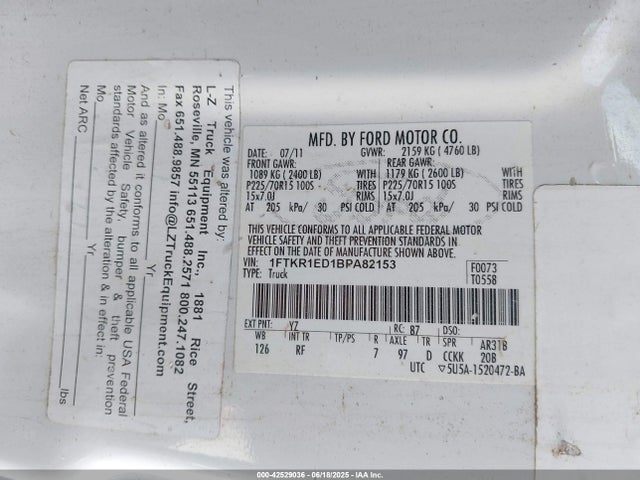 This vehicle was altered by:
L-Z Truck Equipment Inc., 1881 Rice Street,
Roseville, MN 55113 651.488.2571 800.247.1082
Fax 651.488.9857 info@LZTruckEquipment.com
In: Mo Yr
And as altered it conforms to all applicable USA Federal
Motor Vehicle Safety, bumper & theft prevention
standards affected by the alteration & in effect in:
Mo Yr
Net ARC lbs
MFD. BY FORD MOTOR CO.
DATE: 07/11 GVWR: 2159 KG ( 4760 LB)
FRONT GAWR: REAR GAWR:
1089 KG ( 2400 LB) WITH 1179 KG ( 2600 LB) WITH
P225/70R15 100S TIRES P225/70R15 100S TIRES
15x7.0J RIMS 15x7.0J RIMS
AT 205 kPa/ 30 PSI COLD AT 205 kPa/ 30 PSI COLD
THIS VEHICLE CONFORMS TO ALL APPLICABLE FEDERAL MOTOR
VEHICLE SAFETY AND THEFT PREVENTION STANDARDS IN
EFFECT ON THE DATE OF MANUFACTURE SHOWN ABOVE.
VIN: 1FTKR1ED1BPA82153 F0073
TYPE: Truck T0558
EXT PNT: YZ RC: B7 DSO:
WB INT TR TP/PS R AXLE TR SPR AR31B
126 RF 7 97 D CCKK 20B
UTC 5U5A-1520472-BA
000-42529036 - 06/18/2025 - IAAI.COM